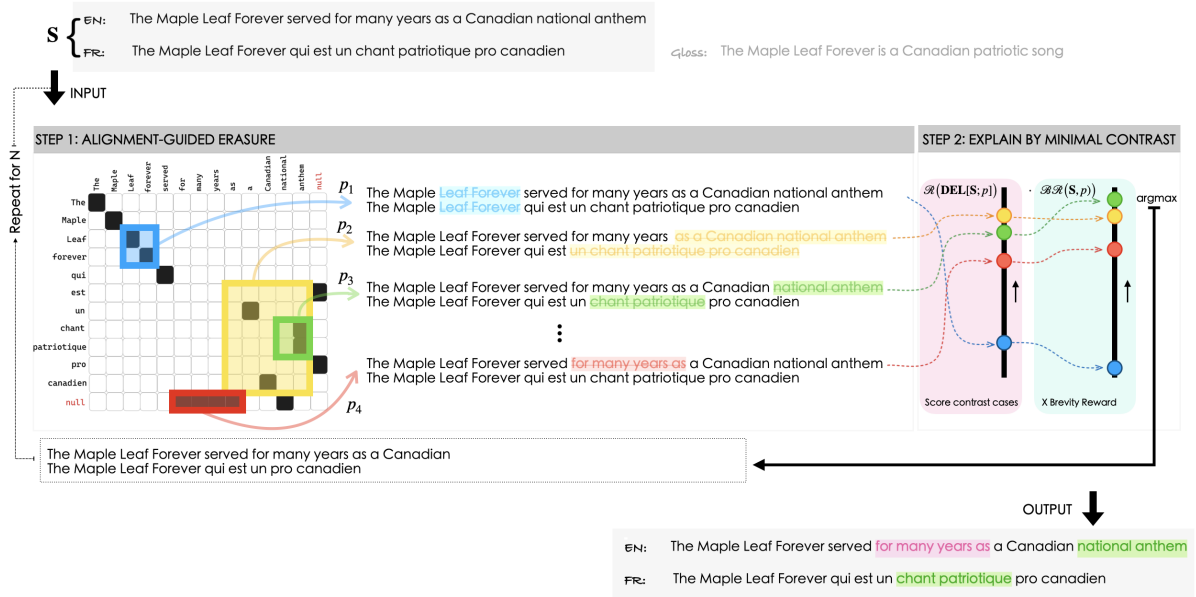 S
EN: The Maple Leaf Forever served for many years as a Canadian national anthem
FR: The Maple Leaf Forever qui est un chant patriotique pro canadien
Gloss: The Maple Leaf Forever is a Canadian patriotic song
INPUT
Repeat for N
STEP 1: ALIGNMENT-GUIDED ERASURE
The Maple Leaf forever served for many years as a Canadian national anthem null
The
Maple
Leaf
forever
qui
est
un
chant
patriotique
pro
canadien
null
p1
The Maple Leaf Forever served for many years as a Canadian national anthem
The Maple Leaf Forever qui est un chant patriotique pro canadien
p2
The Maple Leaf Forever served for many years as a Canadian national anthem
The Maple Leaf Forever qui est un chant patriotique pro canadien
p3
The Maple Leaf Forever served for many years as a Canadian national anthem
The Maple Leaf Forever qui est un chant patriotique pro canadien
p4
The Maple Leaf Forever served for many years as a Canadian national anthem
The Maple Leaf Forever qui est un chant patriotique pro canadien
STEP 2: EXPLAIN BY MINIMAL CONTRAST
ℛ(DEL[S; p]) · ℬℛ(S, p))
argmax
Score contrast cases
X Brevity Reward
The Maple Leaf Forever served for many years as a Canadian
The Maple Leaf Forever qui est un pro canadien
OUTPUT
EN: The Maple Leaf Forever served for many years as a Canadian national anthem
FR: The Maple Leaf Forever qui est un chant patriotique pro canadien